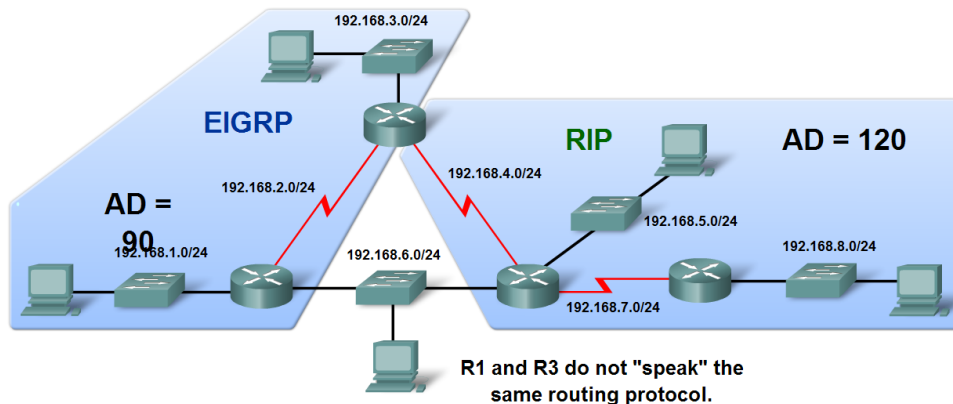 192.168.3.0/24
EIGRP
RIP
AD = 120
192.168.2.0/24
192.168.4.0/24
AD =
90
192.168.5.0/24
192.168.1.0/24
192.168.6.0/24
192.168.8.0/24
192.168.7.0/24
R1 and R3 do not "speak" the
same routing protocol.